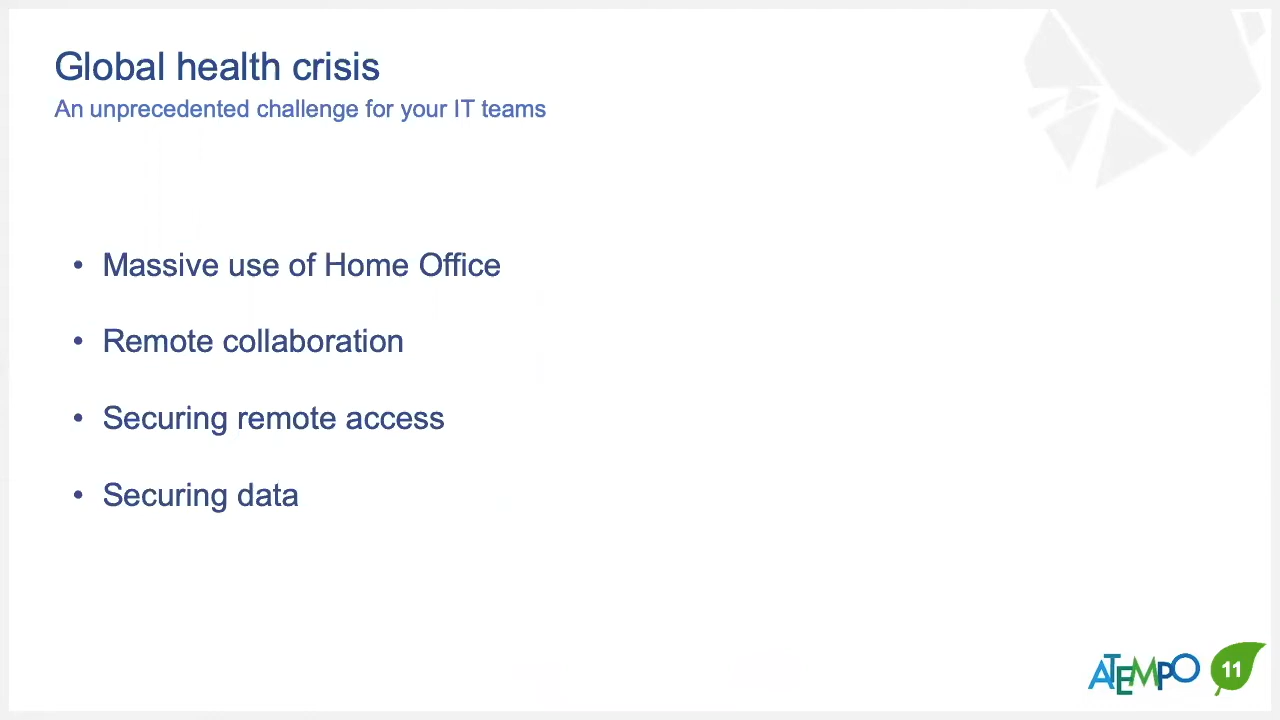 Global health crisis
An unprecedented challenge for your IT teams
• Massive use of Home Office
• Remote collaboration
• Securing remote access
• Securing data
ATEMPO
11